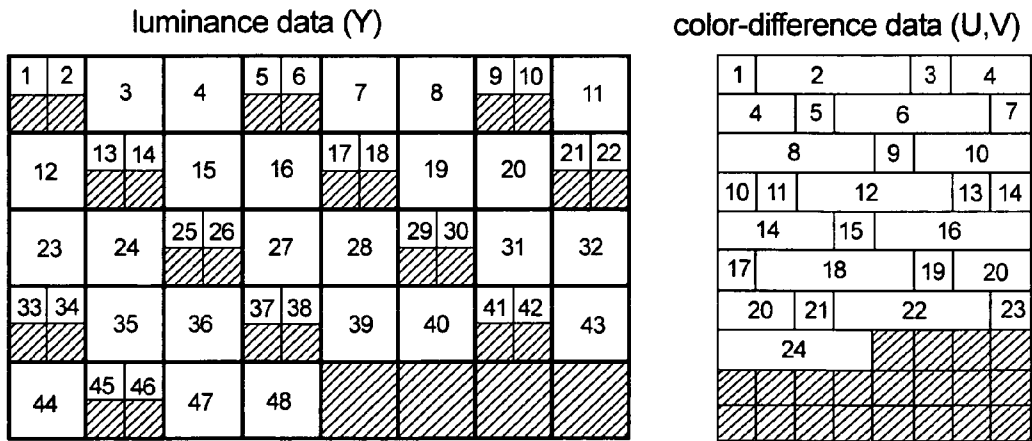 luminance data (Y)
color-difference data (U,V)
1 2 3 4 5 6 7 8 9 10 11
12 13 14 15 16 17 18 19 20 21 22
23 24 25 26 27 28 29 30 31 32
33 34 35 36 37 38 39 40 41 42 43
44 45 46 47 48
1 2 3 4
4 5 6 7
8 9 10
10 11 12 13 14
14 15 16
17 18 19 20
20 21 22 23
24